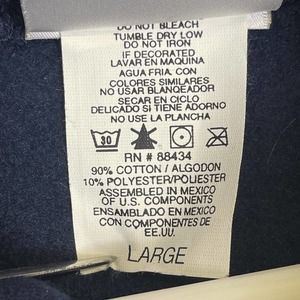 DO NOT BLEACH
TUMBLE DRY LOW
DO NOT IRON
IF DECORATED
LAVAR EN MAQUINA
AGUA FRIA CON
COLORES SIMILARES
NO USAR BLANQEADOR
SECAR EN CICLO
DELICADO SI TIENE ADORNO
NO USE LA PLANCHA
30
RN # 88434
90% COTTON / ALGODON
10% POLYESTER/POLIESTER
ASSEMBLED IN MEXICO
OF U.S. COMPONENTS
ENSAMBLADO EN MEXICO
CON COMPONENTES DE
EE.UU.
LARGE